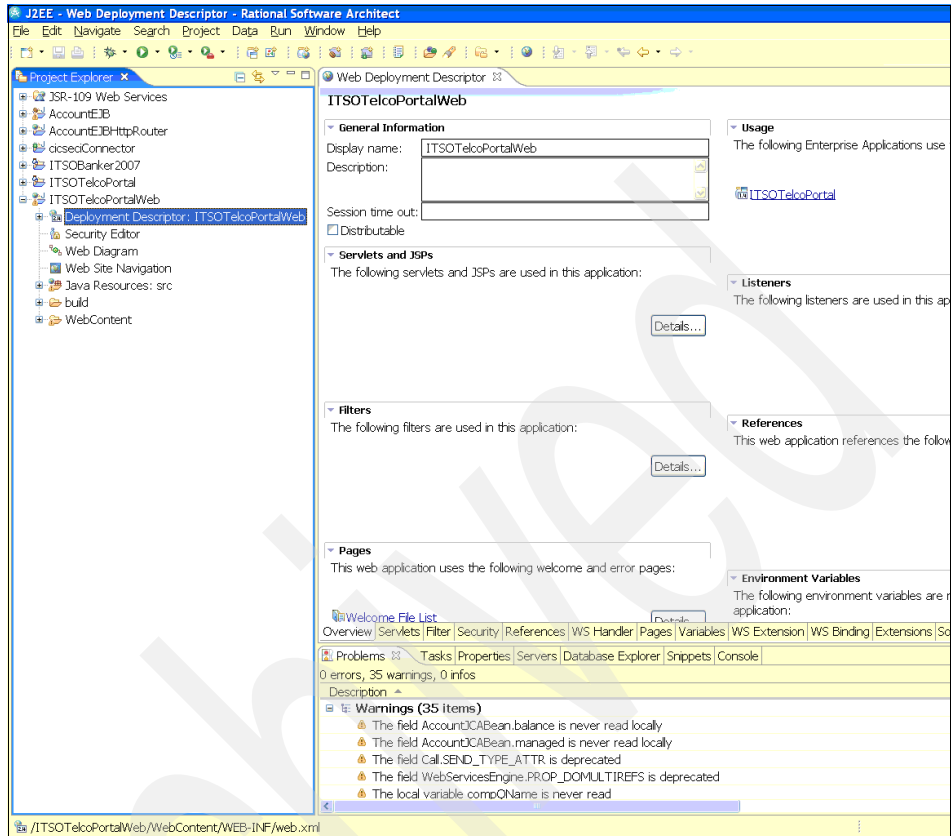 J2EE - Web Deployment Descriptor - Rational Software Architect
File Edit Navigate Search Project Data Run Window Help
Project Explorer
JSR-109 Web Services
AccountEJB
AccountEJBHttpRouter
cicseciConnector
ITSOBanker2007
ITSOTelcoPortal
ITSOTelcoPortalWeb
Deployment Descriptor: ITSOTelcoPortalWeb
Security Editor
Web Diagram
Web Site Navigation
Java Resources: src
build
WebContent
Web Deployment Descriptor
ITSOTelcoPortalWeb
General Information
Display name: ITSOTelcoPortalWeb
Description:
Session time out:
Distributable
Servlets and JSPs
The following servlets and JSPs are used in this application:
Details...
Filters
The following filters are used in this application:
Details...
Pages
This web application uses the following welcome and error pages:
Welcome File List
Details...
Usage
The following Enterprise Applications use
ITSOTelcoPortal
Listeners
The following listeners are used in this ap
References
This web application references the follow
Environment Variables
The following environment variables are r
application:
Overview Servlets Filter Security References WS Handler Pages Variables WS Extension WS Binding Extensions So
Problems Tasks Properties Servers Database Explorer Snippets Console
0 errors, 35 warnings, 0 infos
Description
Warnings (35 items)
The field AccountJCABean.balance is never read locally
The field AccountJCABean.managed is never read locally
The field Call.SEND_TYPE_ATTR is deprecated
The field WebServicesEngine.PROP_DOMULTIREFS is deprecated
The local variable compQName is never read
/ITSOTelcoPortalWeb/WebContent/WEB-INF/web.xml